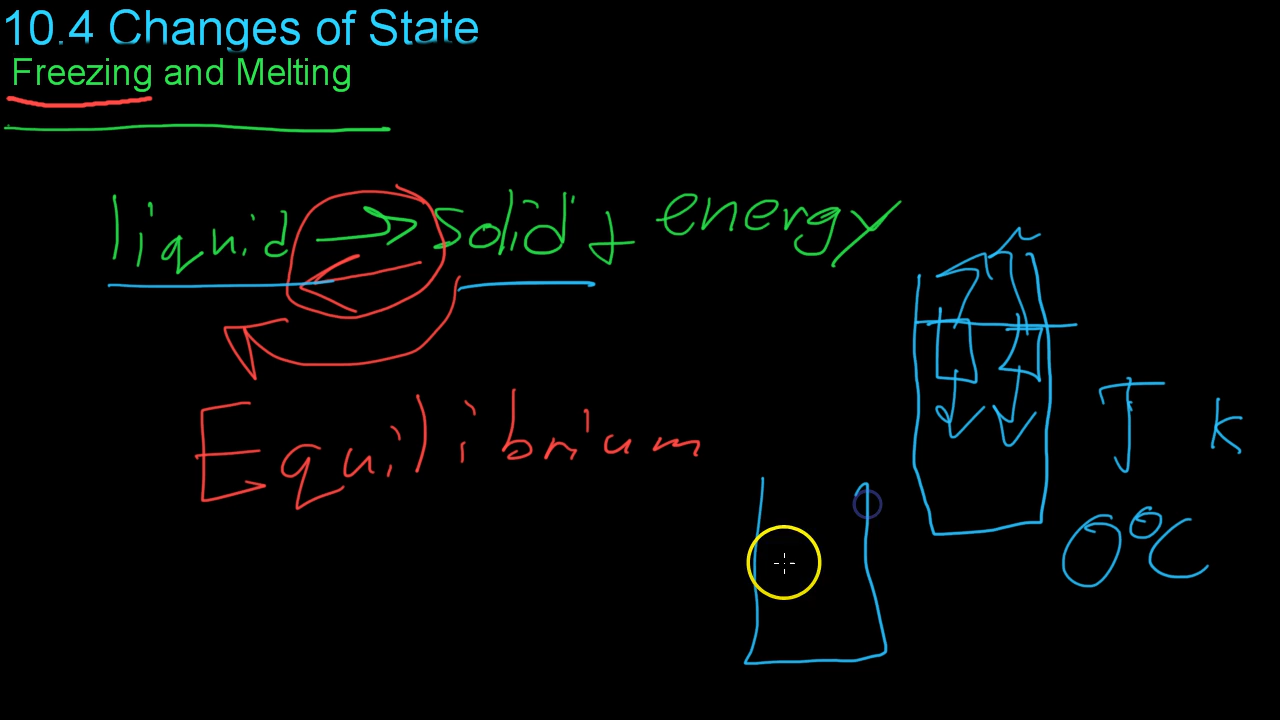 10.4 Changes of State
Freezing and Melting
liquid → solid + energy
Equilibrium
T K
0°C